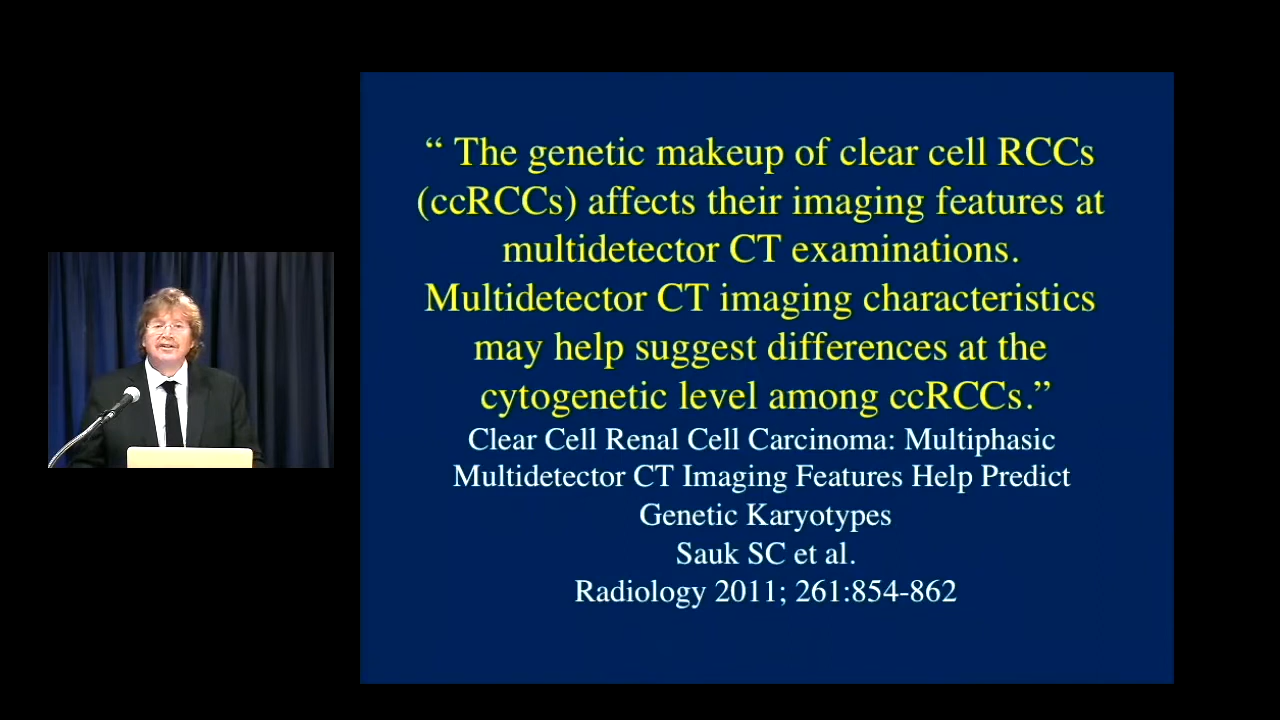 “ The genetic makeup of clear cell RCCs
(ccRCCs) affects their imaging features at
multidetector CT examinations.
Multidetector CT imaging characteristics
may help suggest differences at the
cytogenetic level among ccRCCs.”
Clear Cell Renal Cell Carcinoma: Multiphasic
Multidetector CT Imaging Features Help Predict
Genetic Karyotypes
Sauk SC et al.
Radiology 2011; 261:854-862